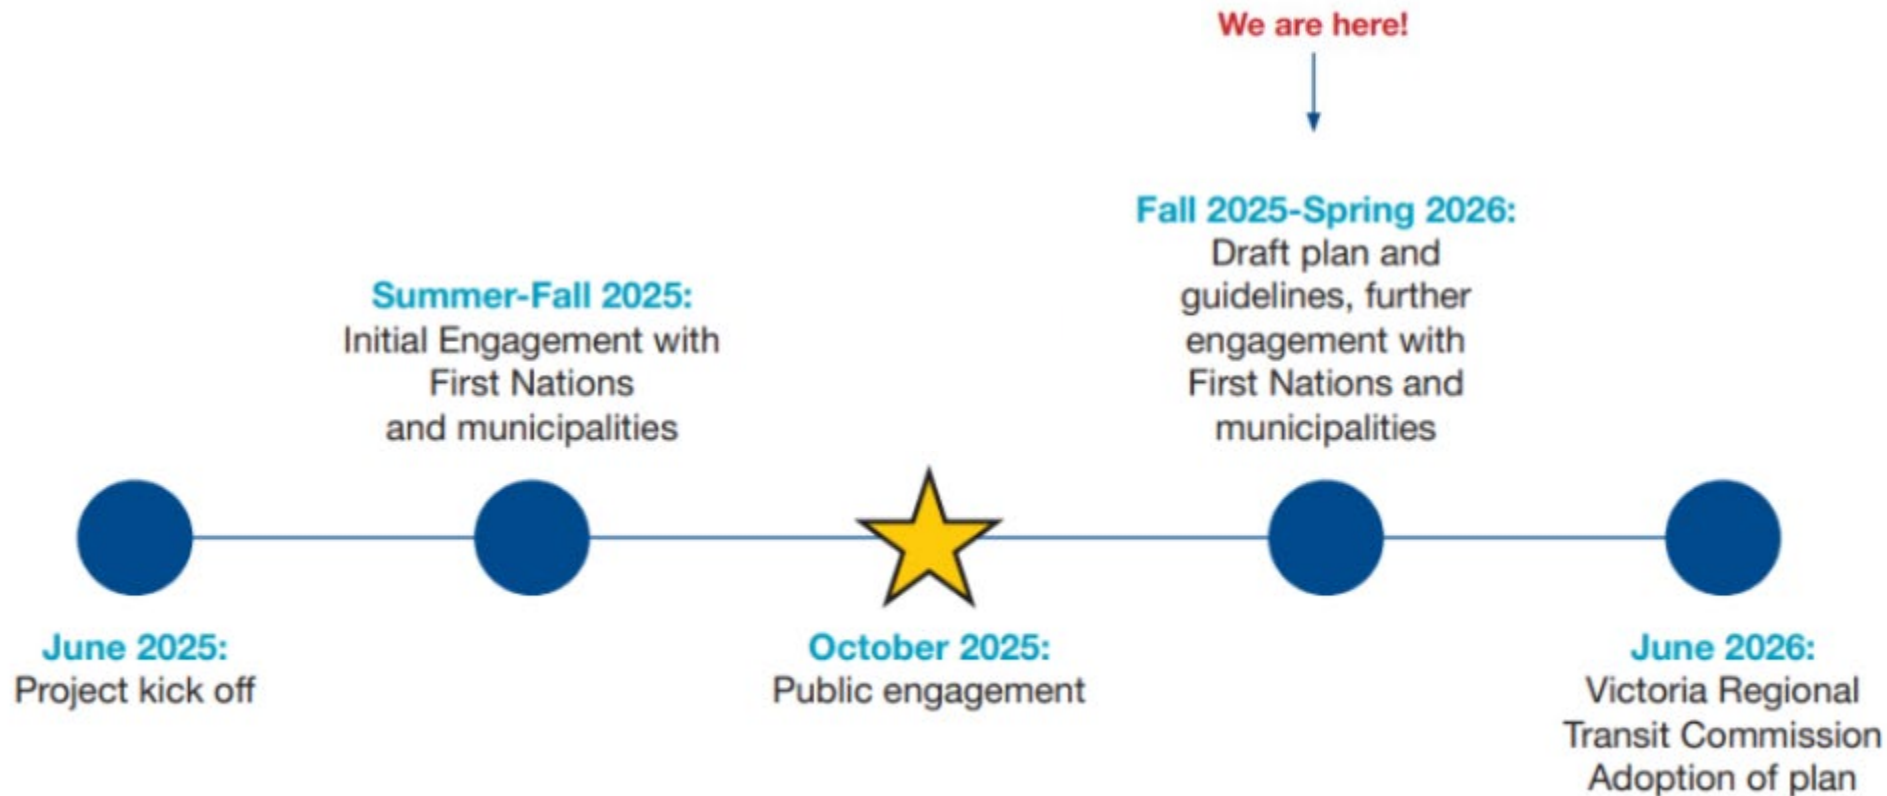 We are here!
Fall 2025-Spring 2026:
Draft plan and
guidelines, further
engagement with
First Nations and
municipalities
Summer-Fall 2025:
Initial Engagement with
First Nations
and municipalities
June 2025:
Project kick off
October 2025:
Public engagement
June 2026:
Victoria Regional
Transit Commission
Adoption of plan